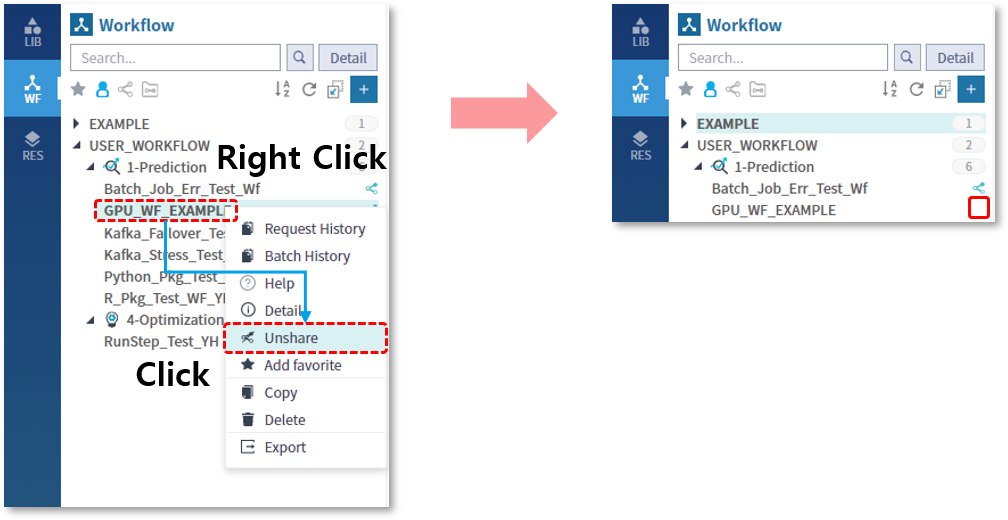 LIB
WF
RES
Workflow
Search...
Detail
A
Z
+
EXAMPLE
1
USER_WORKFLOW
2
1-Prediction
Right Click
Batch_Job_Err_Test_Wf
GPU_WF_EXAMPLE
Kafka_Failover_Tes
Kafka_Stress_Test_
Python_Pkg_Test_
R_Pkg_Test_WF_Y
4-Optimization
RunStep_Test_YH
Click
Request History
Batch History
Help
Detail
Unshare
Add favorite
Copy
Delete
Export
LIB
WF
RES
Workflow
Search...
Detail
A
Z
+
EXAMPLE
1
USER_WORKFLOW
2
1-Prediction
6
Batch_Job_Err_Test_Wf
GPU_WF_EXAMPLE